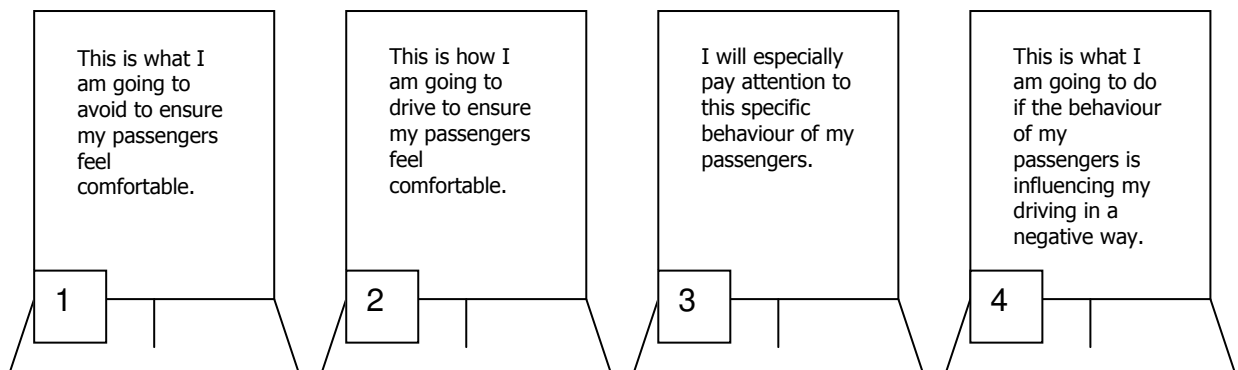 This is what I
am going to
avoid to ensure
my passengers
feel
comfortable.
1
This is how I
am going to
drive to ensure
my passengers
feel
comfortable.
2
I will especially
pay attention to
this specific
behaviour of my
passengers.
3
This is what I
am going to do
if the behaviour
of my
passengers is
influencing my
driving in a
negative way.
4